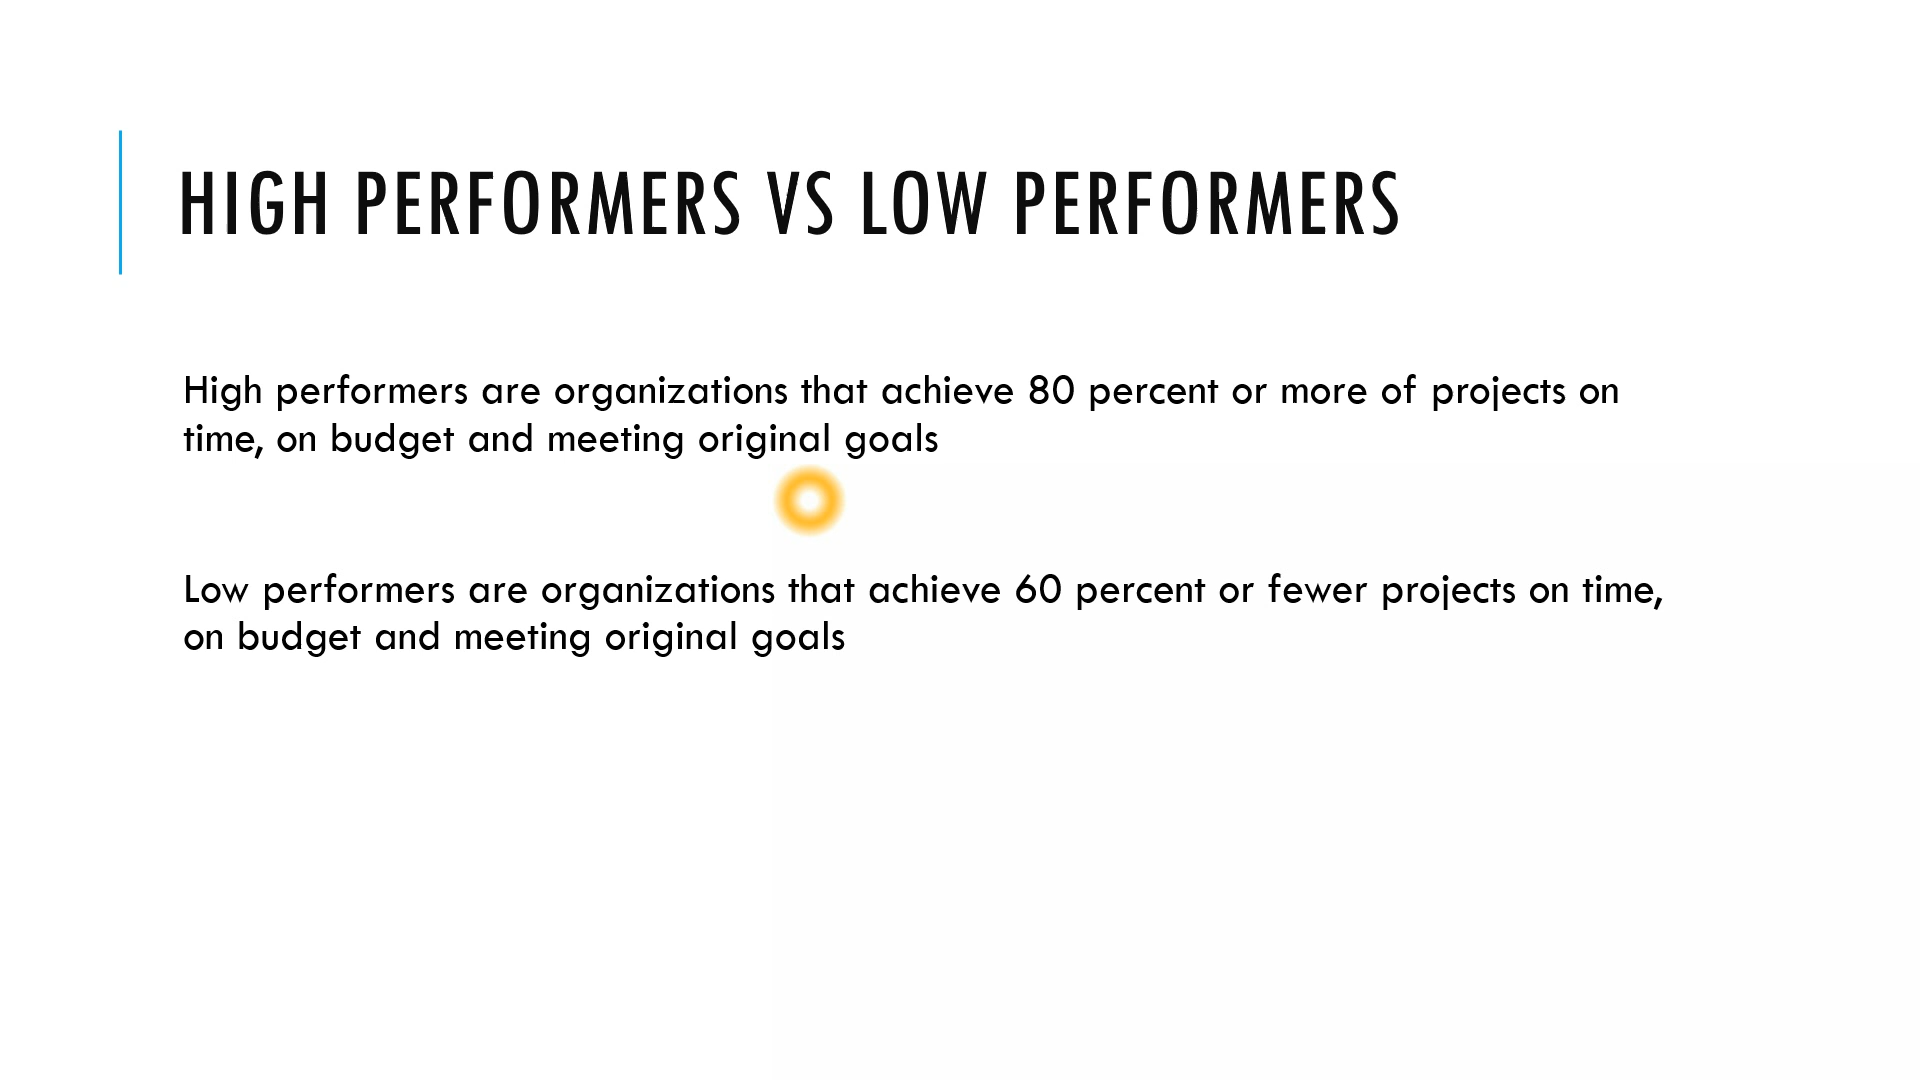 HIGH PERFORMERS VS LOW PERFORMERS
High performers are organizations that achieve 80 percent or more of projects on
time, on budget and meeting original goals
Low performers are organizations that achieve 60 percent or fewer projects on time,
on budget and meeting original goals